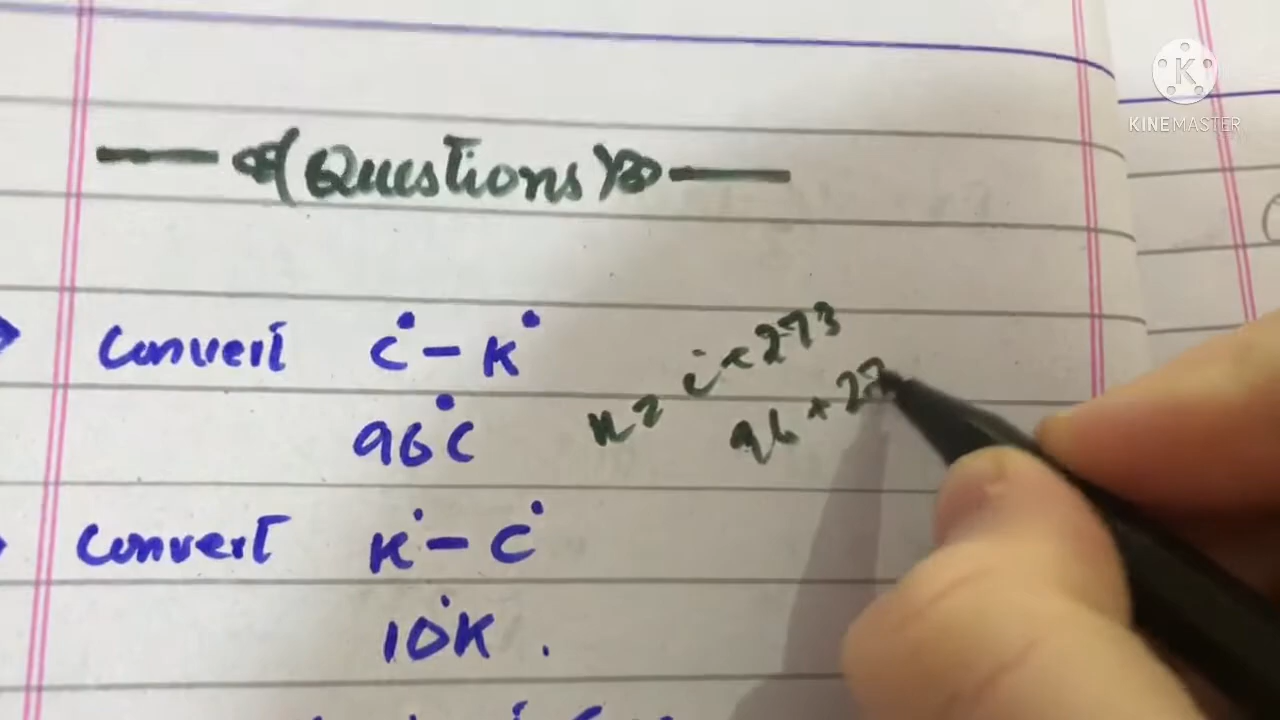 K
KINEMASTER
(Questions)
Convert C° - K°
K = C + 273
96°C
96 + 27
Convert K° - C°
10°K.